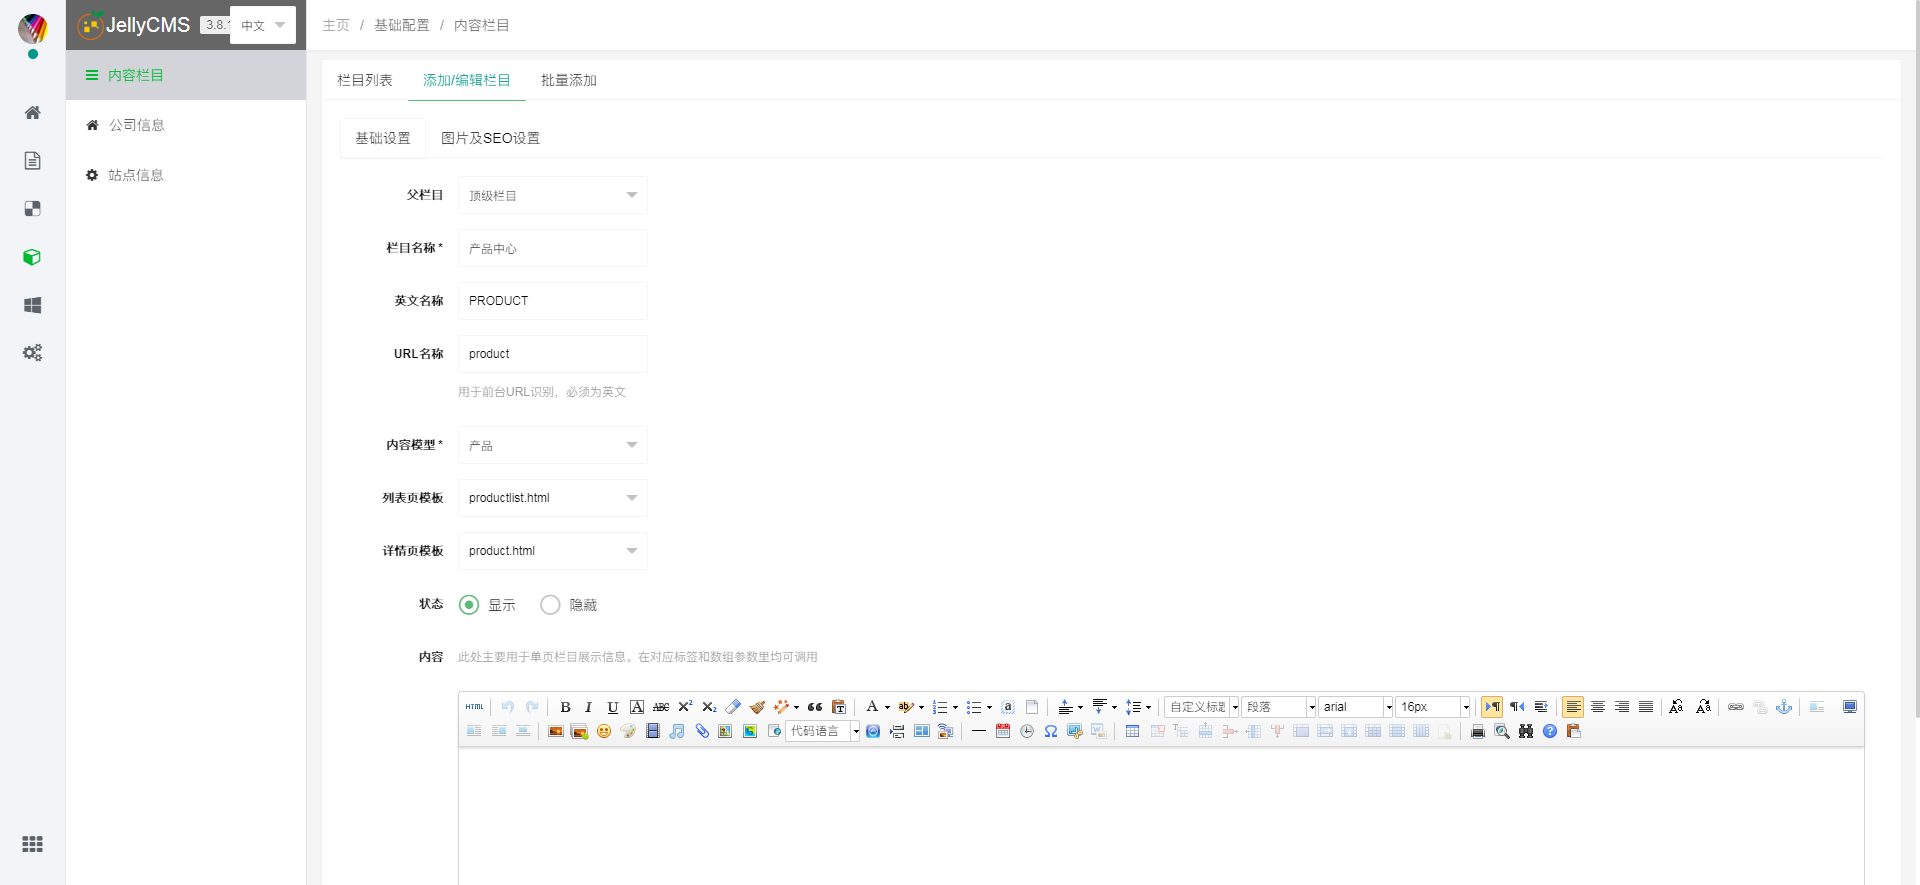 JellyCMS 3.8.1 中文
主页 / 基础配置 / 内容栏目
内容栏目
公司信息
站点信息
栏目列表 添加/编辑栏目 批量添加
基础设置 图片及SEO设置
父栏目 顶级栏目
栏目名称 * 产品中心
英文名称 PRODUCT
URL名称 product
用于前台URL识别，必须为英文
内容模型 * 产品
列表页模板 productlist.html
详情页模板 product.html
状态 显示 隐藏
内容 此处主要用于单页栏目展示信息。在对应标签和数组参数里均可调用
HTML B I U A ABC X² X₂ A ab a 自定义标题 段落 arial 16px
代码语言